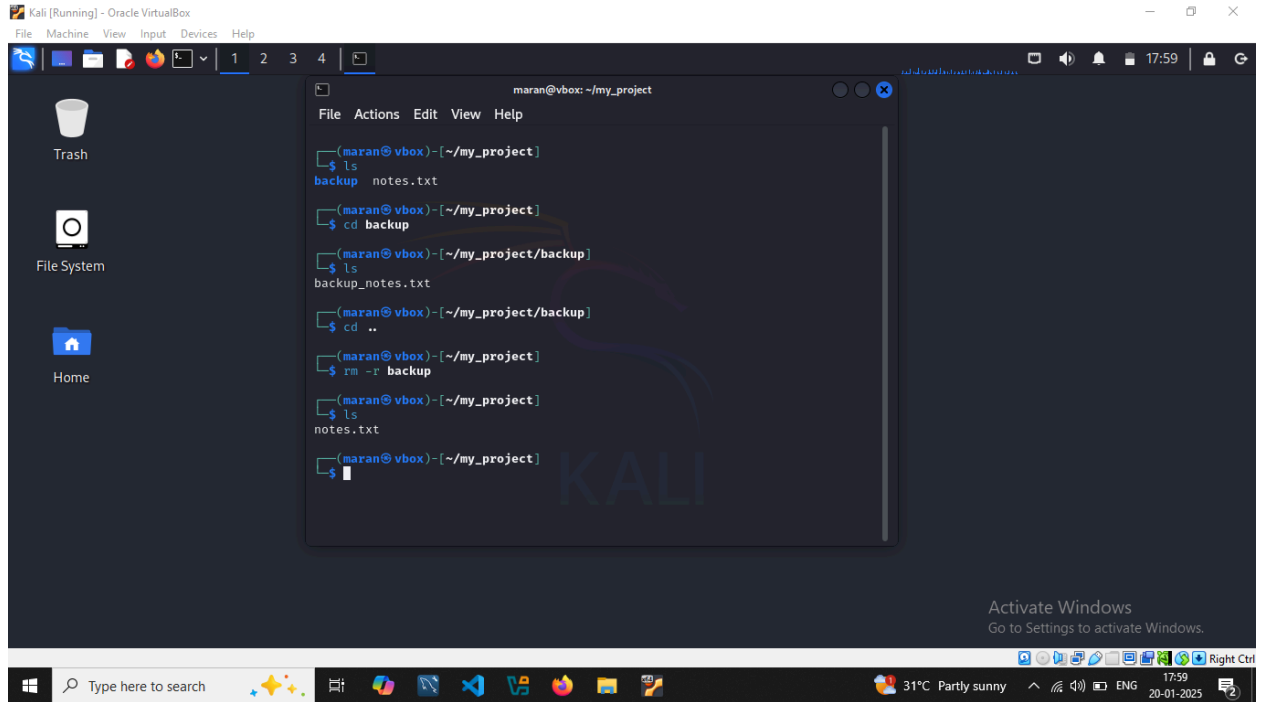 Kali [Running] - Oracle VirtualBox
File Machine View Input Devices Help
1 2 3 4 17:59
maran@vbox: ~/my_project
File Actions Edit View Help
Trash
File System
Home
┌──(maran㉿vbox)-[~/my_project]
└─$ ls
backup notes.txt
┌──(maran㉿vbox)-[~/my_project]
└─$ cd backup
┌──(maran㉿vbox)-[~/my_project/backup]
└─$ ls
backup_notes.txt
┌──(maran㉿vbox)-[~/my_project/backup]
└─$ cd ..
┌──(maran㉿vbox)-[~/my_project]
└─$ rm -r backup
┌──(maran㉿vbox)-[~/my_project]
└─$ ls
notes.txt
┌──(maran㉿vbox)-[~/my_project]
└─$
KALI
Activate Windows
Go to Settings to activate Windows.
Right Ctrl
Type here to search
31°C Partly sunny
ENG
17:59
20-01-2025
2